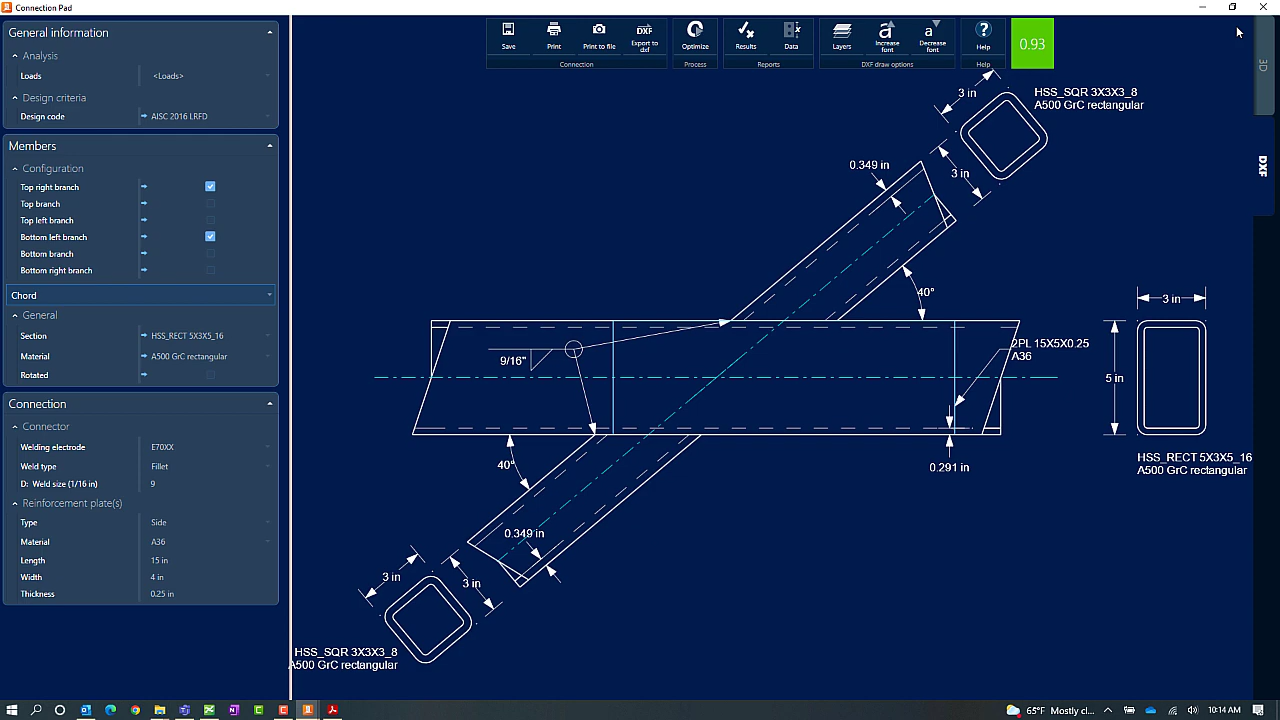 Connection Pad
General information
Analysis
Loads <Loads>
Design criteria
Design code AISC 2016 LRFD
Members
Configuration
Top right branch
Top branch
Top left branch
Bottom left branch
Bottom branch
Bottom right branch
Chord
General
Section HSS_RECT 5X3X5_16
Material A500 GrC rectangular
Rotated
Connection
Connector
Welding electrode E70XX
Weld type Fillet
D: Weld size (1/16 in) 9
Reinforcement plate(s)
Type Side
Material A36
Length 15 in
Width 4 in
Thickness 0.25 in
Save Print Print to file Export to dxf Optimize Results Data Layers Increase font Decrease font Help
Connection Process Reports DXF draw options Help
0.93
3D
DXF
3 in
HSS_SQR 3X3X3_8
A500 GrC rectangular
0.349 in
3 in
40°
3 in
9/16"
2PL 15X5X0.25
A36
5 in
40°
0.291 in
HSS_RECT 5X3X5_16
A500 GrC rectangular
0.349 in
3 in
3 in
HSS_SQR 3X3X3_8
A500 GrC rectangular
65°F Mostly cl...
10:14 AM